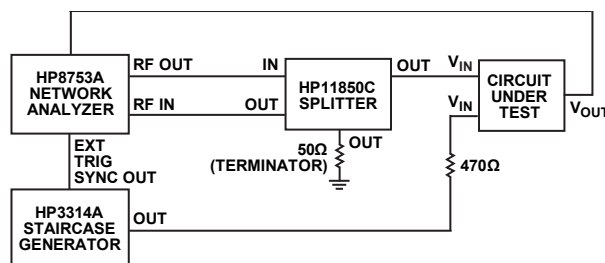 HP8753A
NETWORK
ANALYZER
RF OUT
IN
RF IN
OUT
HP11850C
SPLITTER
OUT
V_IN
V_IN
CIRCUIT
UNDER
TEST
V_OUT
50Ω
(TERMINATOR)
OUT
470Ω
EXT
TRIG
SYNC OUT
HP3314A
STAIRCASE
GENERATOR
OUT